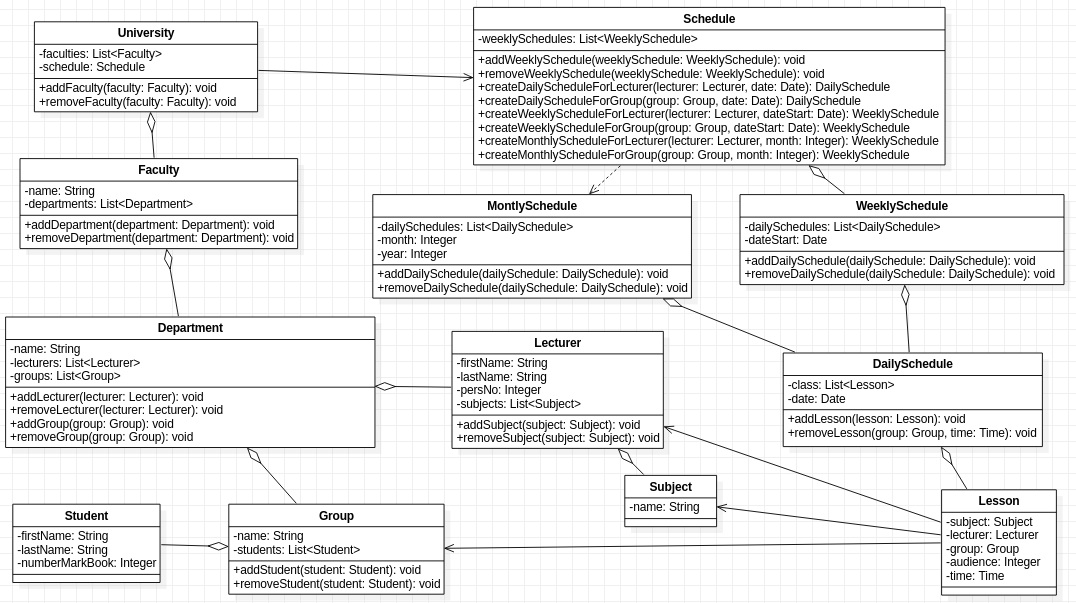 University
-faculties: List<Faculty>
-schedule: Schedule
+addFaculty(faculty: Faculty): void
+removeFaculty(faculty: Faculty): void
Schedule
-weeklySchedules: List<WeeklySchedule>
+addWeeklySchedule(weeklySchedule: WeeklySchedule): void
+removeWeeklySchedule(weeklySchedule: WeeklySchedule): void
+createDailyScheduleForLecturer(lecturer: Lecturer, date: Date): DailySchedule
+createDailyScheduleForGroup(group: Group, date: Date): DailySchedule
+createWeeklyScheduleForLecturer(lecturer: Lecturer, dateStart: Date): WeeklySchedule
+createWeeklyScheduleForGroup(group: Group, dateStart: Date): WeeklySchedule
+createMonthlyScheduleForLecturer(lecturer: Lecturer, month: Integer): WeeklySchedule
+createMonthlyScheduleForGroup(group: Group, month: Integer): WeeklySchedule
Faculty
-name: String
-departments: List<Department>
+addDepartment(department: Department): void
+removeDepartment(department: Department): void
MontlySchedule
-dailySchedules: List<DailySchedule>
-month: Integer
-year: Integer
+addDailySchedule(dailySchedule: DailySchedule): void
+removeDailySchedule(dailySchedule: DailySchedule): void
WeeklySchedule
-dailySchedules: List<DailySchedule>
-dateStart: Date
+addDailySchedule(dailySchedule: DailySchedule): void
+removeDailySchedule(dailySchedule: DailySchedule): void
Department
-name: String
-lecturers: List<Lecturer>
-groups: List<Group>
+addLecturer(lecturer: Lecturer): void
+removeLecturer(lecturer: Lecturer): void
+addGroup(group: Group): void
+removeGroup(group: Group): void
Lecturer
-firstName: String
-lastName: String
-persNo: Integer
-subjects: List<Subject>
+addSubject(subject: Subject): void
+removeSubject(subject: Subject): void
DailySchedule
-class: List<Lesson>
-date: Date
+addLesson(lesson: Lesson): void
+removeLesson(group: Group, time: Time): void
Subject
-name: String
Student
-firstName: String
-lastName: String
-numberMarkBook: Integer
Group
-name: String
-students: List<Student>
+addStudent(student: Student): void
+removeStudent(student: Student): void
Lesson
-subject: Subject
-lecturer: Lecturer
-group: Group
-audience: Integer
-time: Time